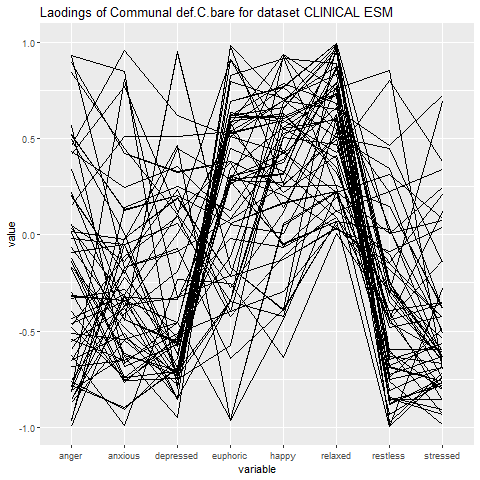 Laodings of Communal def.C.bare for dataset CLINICAL ESM
1.0
0.5
0.0
-0.5
-1.0
value
anger anxious depressed euphoric happy relaxed restless stressed
variable